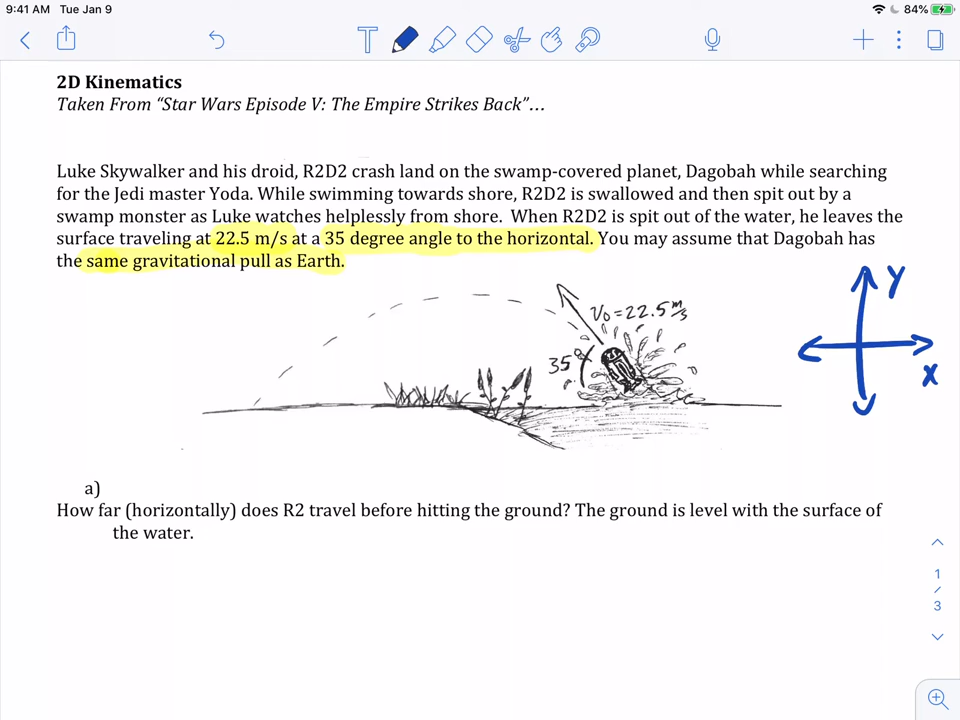 9:41 AM Tue Jan 9
84%
T
2D Kinematics
Taken From “Star Wars Episode V: The Empire Strikes Back”…
Luke Skywalker and his droid, R2D2 crash land on the swamp-covered planet, Dagobah while searching
for the Jedi master Yoda. While swimming towards shore, R2D2 is swallowed and then spit out by a
swamp monster as Luke watches helplessly from shore.  When R2D2 is spit out of the water, he leaves the
surface traveling at 22.5 m/s at a 35 degree angle to the horizontal. You may assume that Dagobah has
the same gravitational pull as Earth.
Y
V₀=22.5 m/s
35°
X
a)
How far (horizontally) does R2 travel before hitting the ground? The ground is level with the surface of
the water.
1
/
3